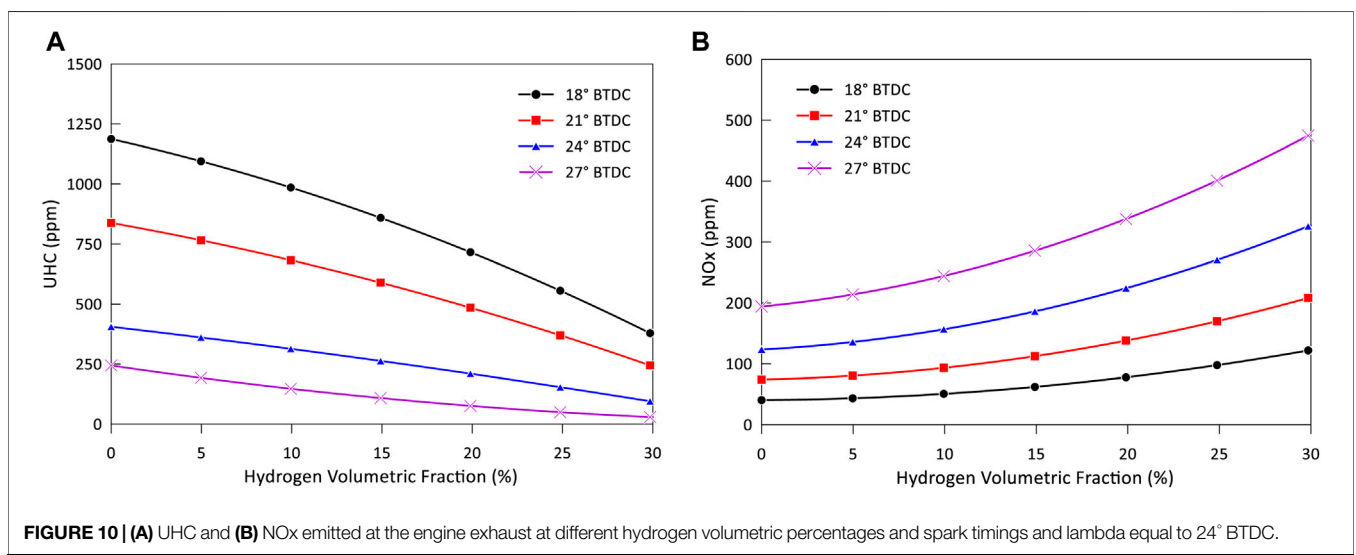 A
1500
1250
1000
750
500
250
0
UHC (ppm)
18° BTDC
21° BTDC
24° BTDC
27° BTDC
0 5 10 15 20 25 30
Hydrogen Volumetric Fraction (%)
B
600
500
400
300
200
100
0
NOx (ppm)
18° BTDC
21° BTDC
24° BTDC
27° BTDC
0 5 10 15 20 25 30
Hydrogen Volumetric Fraction (%)
FIGURE 10 | (A) UHC and (B) NOx emitted at the engine exhaust at different hydrogen volumetric percentages and spark timings and lambda equal to 24° BTDC.